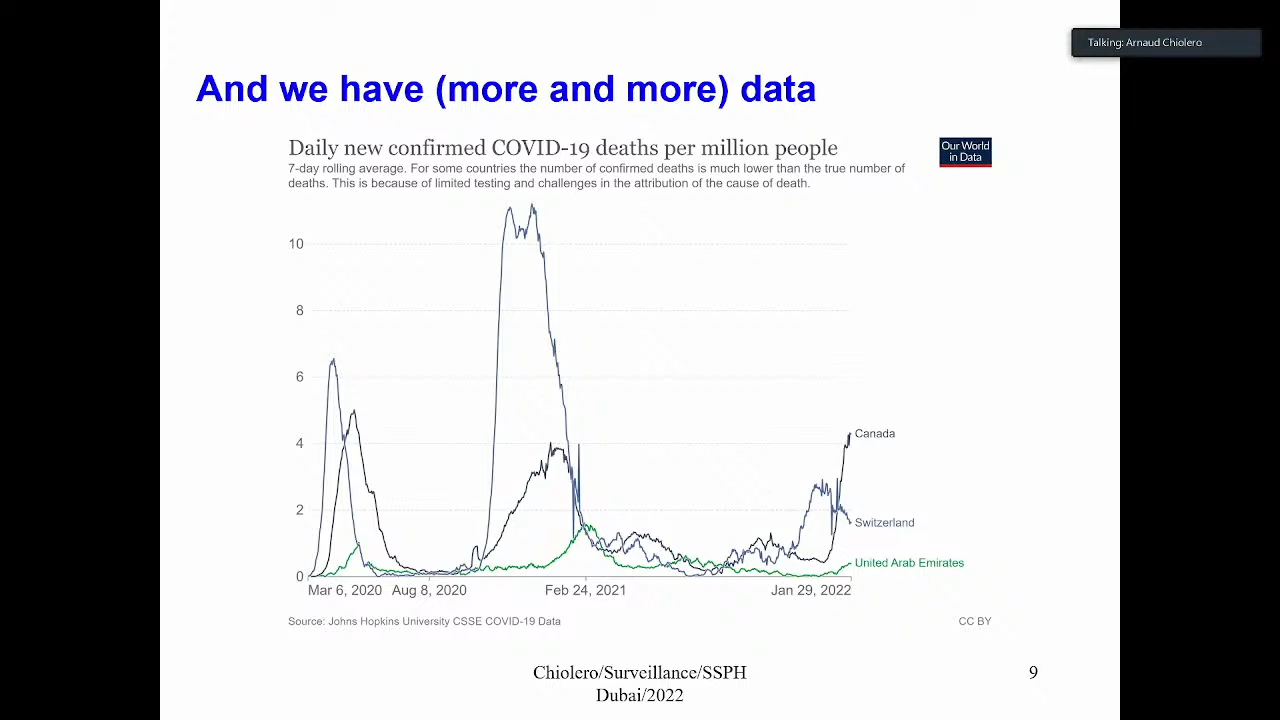 Talking: Arnaud Chiolero
And we have (more and more) data
Daily new confirmed COVID-19 deaths per million people
Our World
in Data
7-day rolling average. For some countries the number of confirmed deaths is much lower than the true number of
deaths. This is because of limited testing and challenges in the attribution of the cause of death.
10
8
6
4
2
0
Canada
Switzerland
United Arab Emirates
Mar 6, 2020 Aug 8, 2020 Feb 24, 2021 Jan 29, 2022
Source: Johns Hopkins University CSSE COVID-19 Data
CC BY
Chiolero/Surveillance/SSPH
Dubai/2022
9